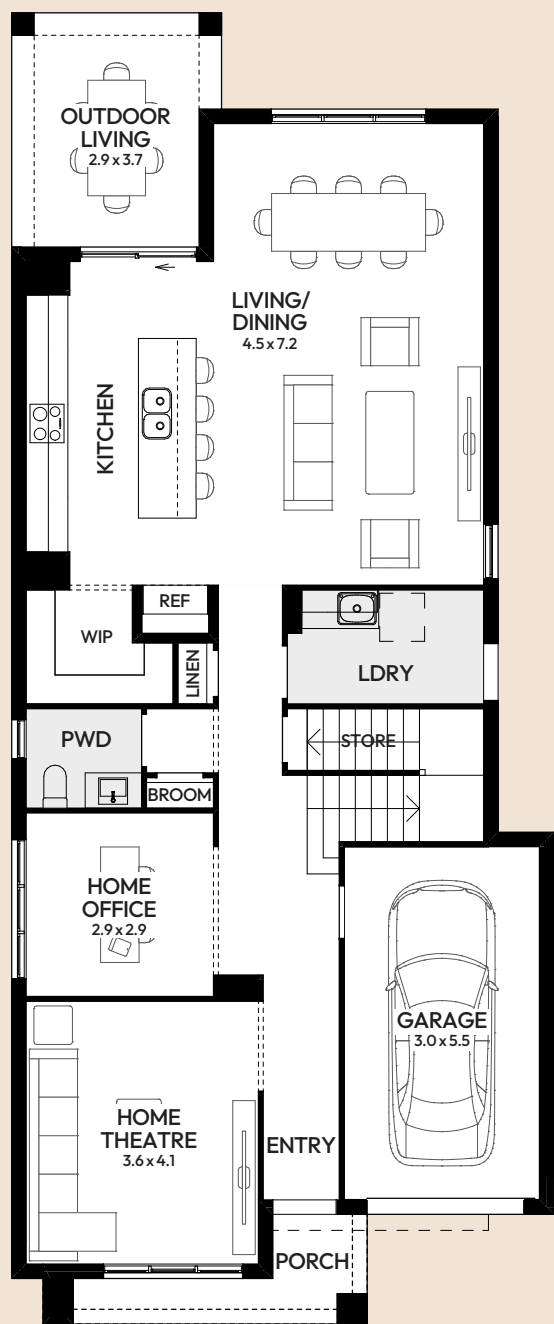 OUTDOOR
LIVING
2.9 x 3.7
LIVING/
DINING
4.5 x 7.2
KITCHEN
REF
WIP
LINEN
LDRY
PWD
STORE
BROOM
HOME
OFFICE
2.9 x 2.9
GARAGE
3.0 x 5.5
HOME
THEATRE
3.6 x 4.1
ENTRY
PORCH